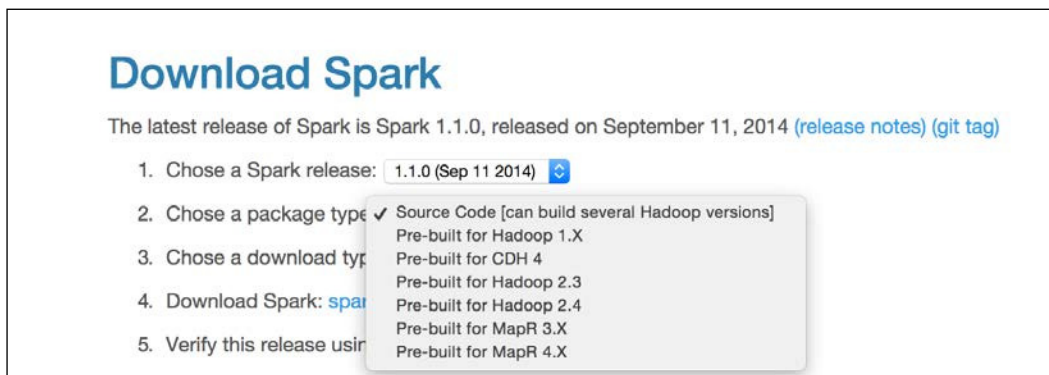 Download Spark
The latest release of Spark is Spark 1.1.0, released on September 11, 2014 (release notes) (git tag)
1. Chose a Spark release: 1.1.0 (Sep 11 2014)
2. Chose a package type
✓ Source Code [can build several Hadoop versions]
Pre-built for Hadoop 1.X
Pre-built for CDH 4
Pre-built for Hadoop 2.3
Pre-built for Hadoop 2.4
Pre-built for MapR 3.X
Pre-built for MapR 4.X
3. Chose a download typ
4. Download Spark: spar
5. Verify this release usin